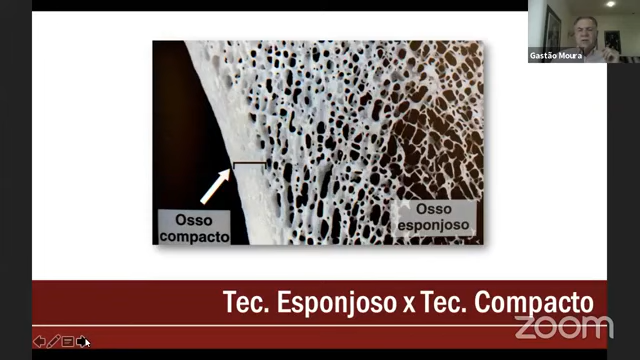 Gastão Moura
Osso
compacto
Osso
esponjoso
Tec. Esponjoso x Tec. Compacto
zoom